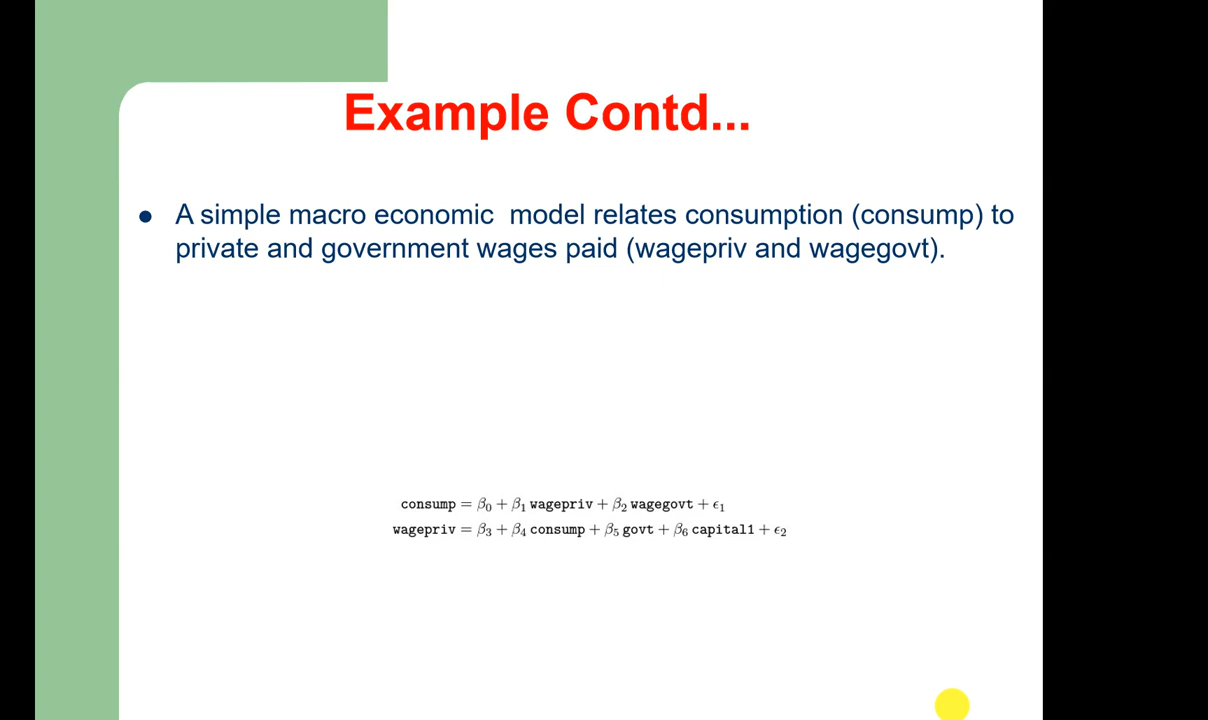 Example Contd...
● A simple macro economic model relates consumption (consump) to
private and government wages paid (wagepriv and wagegovt).
consump = β₀ + β₁ wagepriv + β₂ wagegovt + ϵ₁
wagepriv = β₃ + β₄ consump + β₅ govt + β₆ capital1 + ϵ₂